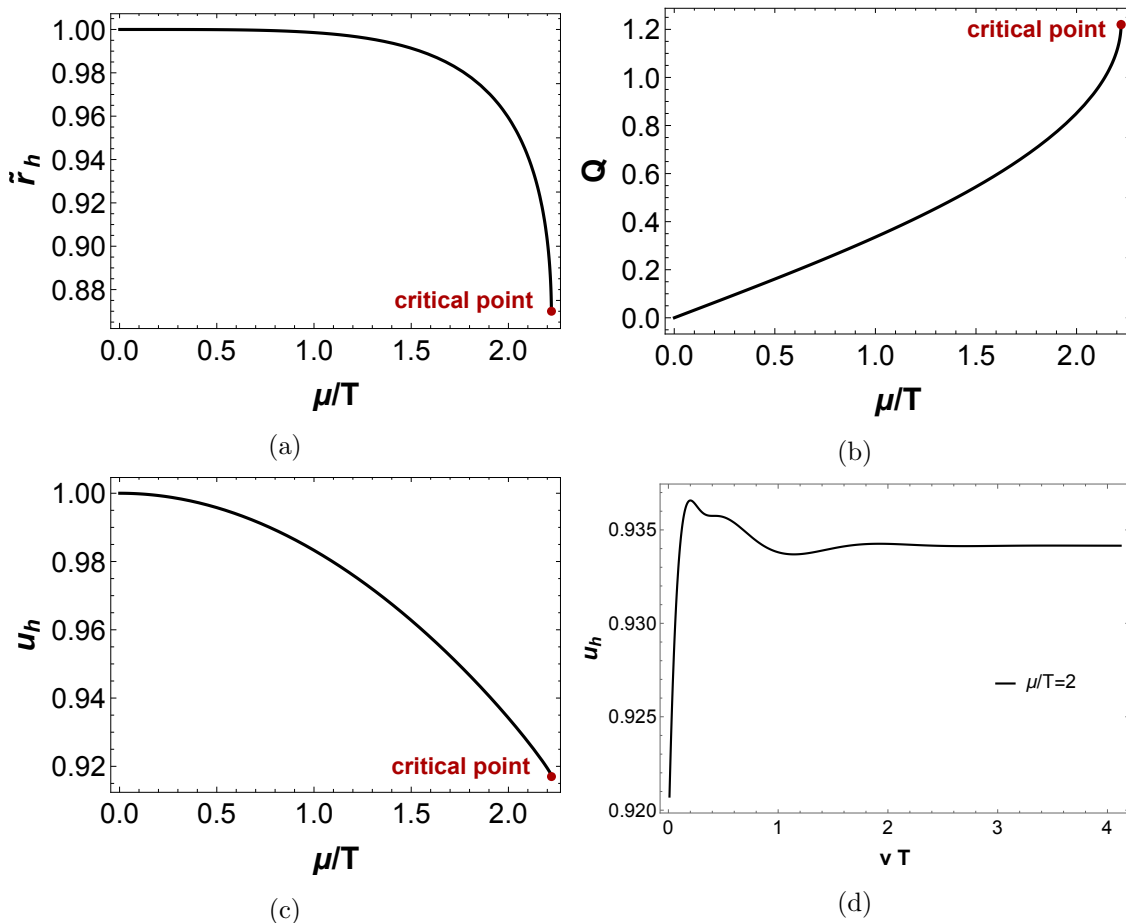 1.00
0.98
0.96
0.94
0.92
0.90
0.88
r̃h
critical point
0.0 0.5 1.0 1.5 2.0
μ/T
(a)
1.2
1.0
0.8
0.6
0.4
0.2
0.0
Q
critical point
0.0 0.5 1.0 1.5 2.0
μ/T
(b)
1.00
0.98
0.96
0.94
0.92
uh
critical point
0.0 0.5 1.0 1.5 2.0
μ/T
(c)
0.935
0.930
0.925
0.920
uh
μ/T=2
0 1 2 3 4
v T
(d)